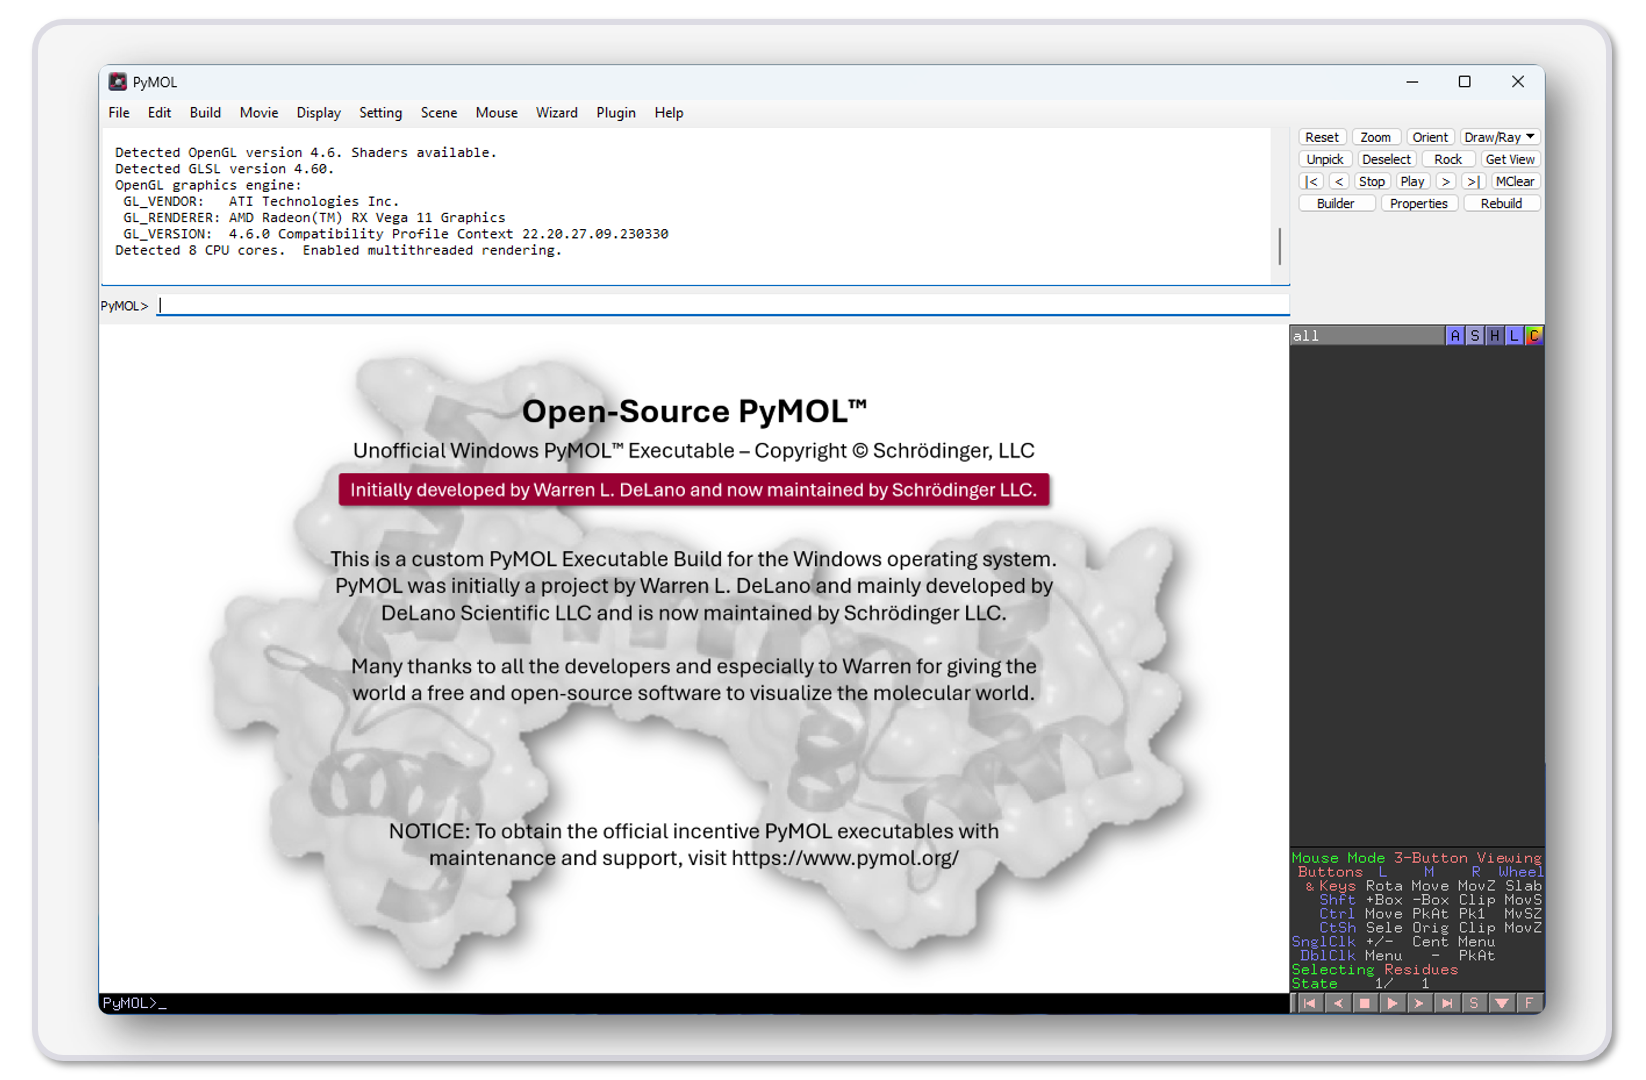 PyMOL
File Edit Build Movie Display Setting Scene Mouse Wizard Plugin Help
Detected OpenGL version 4.6. Shaders available.
Detected GLSL version 4.60.
OpenGL graphics engine:
GL_VENDOR: ATI Technologies Inc.
GL_RENDERER: AMD Radeon(TM) RX Vega 11 Graphics
GL_VERSION: 4.6.0 Compatibility Profile Context 22.20.27.09.230330
Detected 8 CPU cores. Enabled multithreaded rendering.
PyMOL>
Reset Zoom Orient Draw/Ray
Unpick Deselect Rock Get View
|< < Stop Play > >| MClear
Builder Properties Rebuild
all A S H L C
Open-Source PyMOL™
Unofficial Windows PyMOL™ Executable – Copyright © Schrödinger, LLC
Initially developed by Warren L. DeLano and now maintained by Schrödinger LLC.
This is a custom PyMOL Executable Build for the Windows operating system.
PyMOL was initially a project by Warren L. DeLano and mainly developed by
DeLano Scientific LLC and is now maintained by Schrödinger LLC.
Many thanks to all the developers and especially to Warren for giving the
world a free and open-source software to visualize the molecular world.
NOTICE: To obtain the official incentive PyMOL executables with
maintenance and support, visit https://www.pymol.org/
Mouse Mode 3-Button Viewing
Buttons L M R Wheel
& Keys Rota Move MovZ Slab
Shft +Box -Box Clip MovS
Ctrl Move PkAt Pk1 MvSZ
CtSh Sele Orig Clip MovZ
SnglClk +/- Cent Menu
DblClk Menu - PkAt
Selecting Residues
State 1/ 1
PyMOL>_
S F